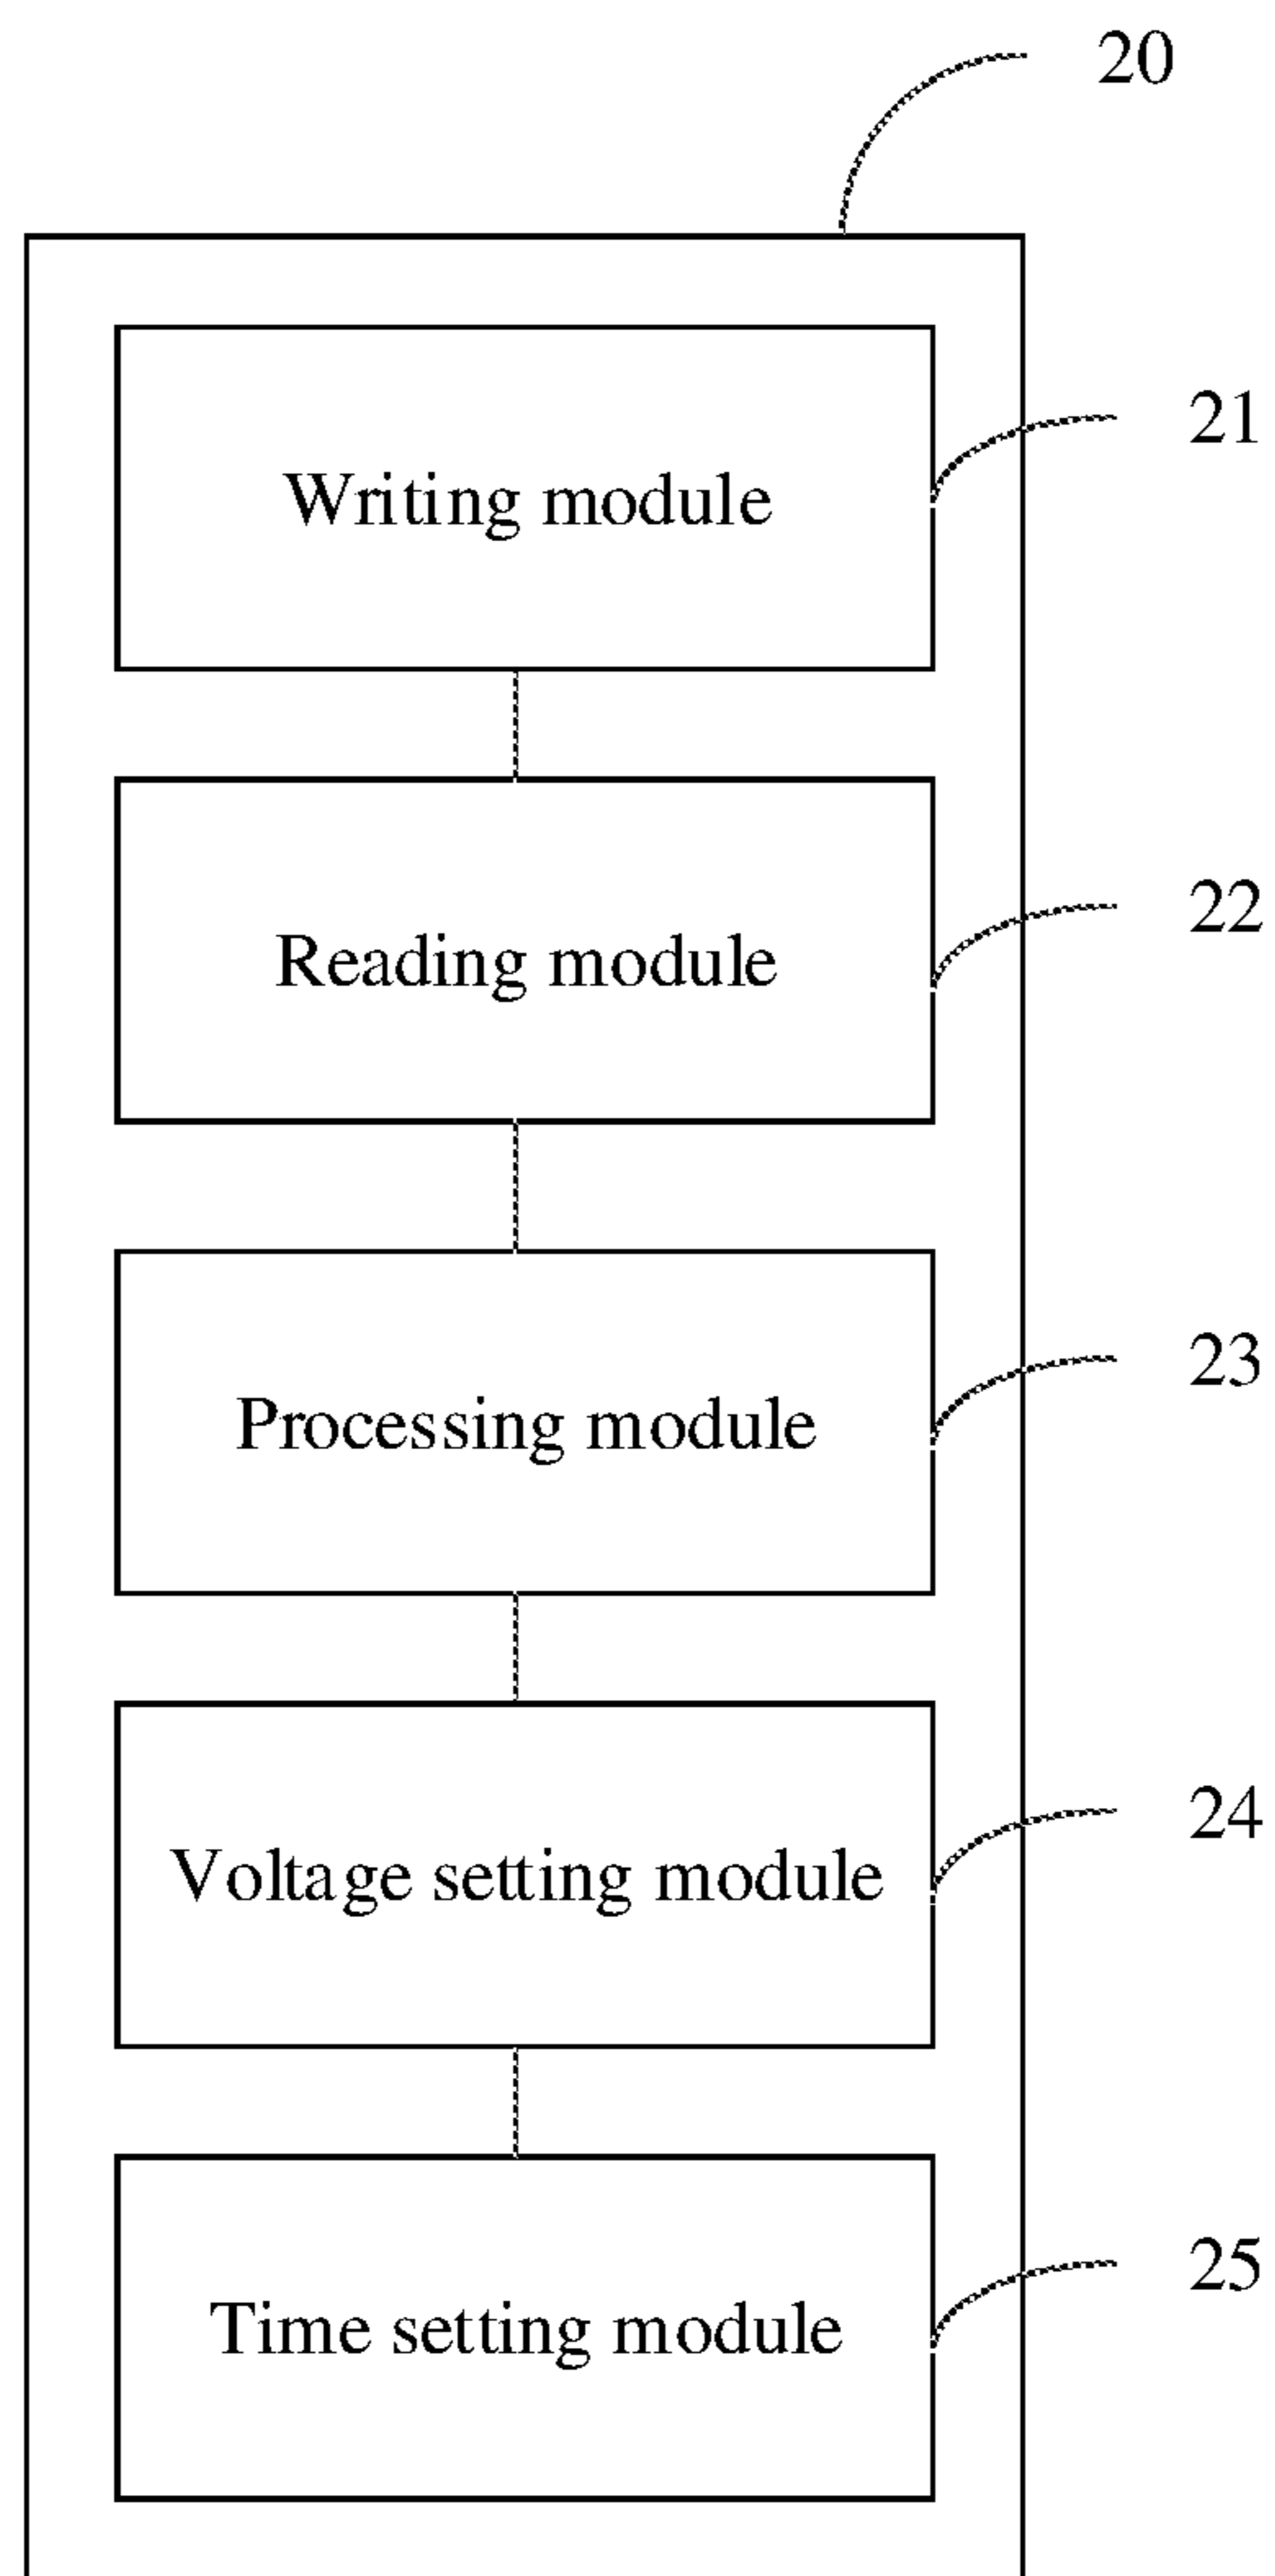 20
Writing module
21
Reading module
22
Processing module
23
Voltage setting module
24
Time setting module
25